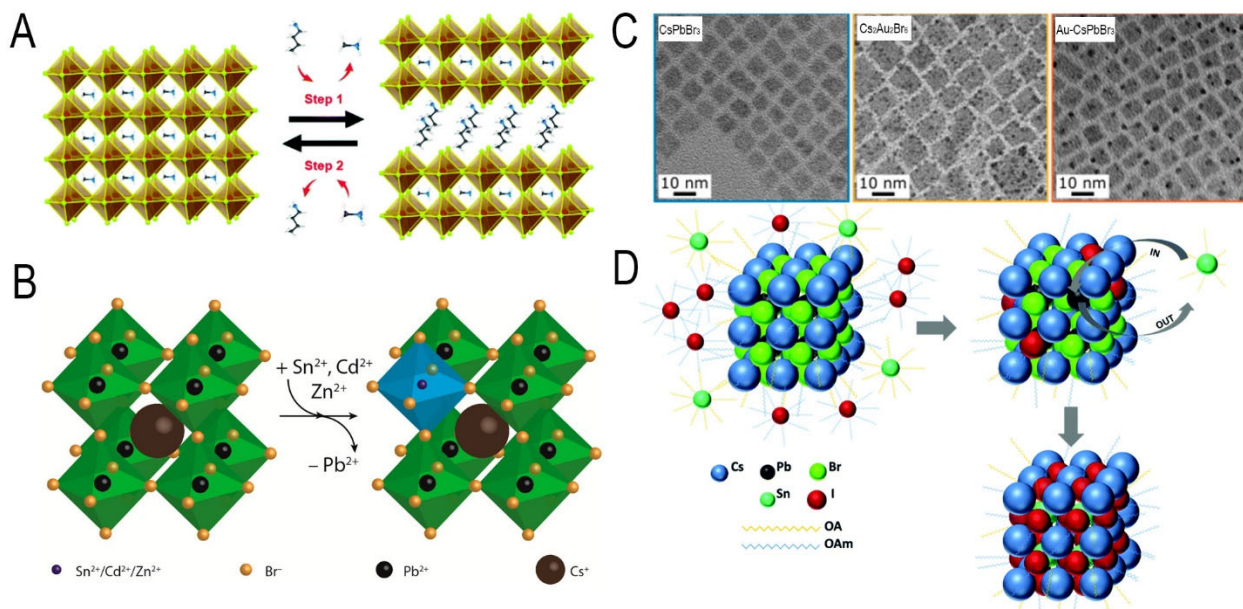 A
Step 1
Step 2
B
+ Sn²⁺, Cd²⁺
Zn²⁺
– Pb²⁺
Sn²⁺/Cd²⁺/Zn²⁺
Br⁻
Pb²⁺
Cs⁺
C
CsPbBr₃
Cs₂Au₂Br₆
Au-CsPbBr₃
10 nm
10 nm
10 nm
D
IN
OUT
Cs
Pb
Br
Sn
I
OA
OAm